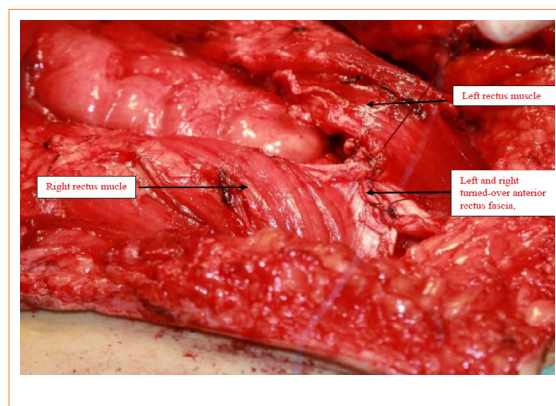 Left rectus muscle
Right rectus mucle
Left and right
turned-over anterior
rectus fascia,